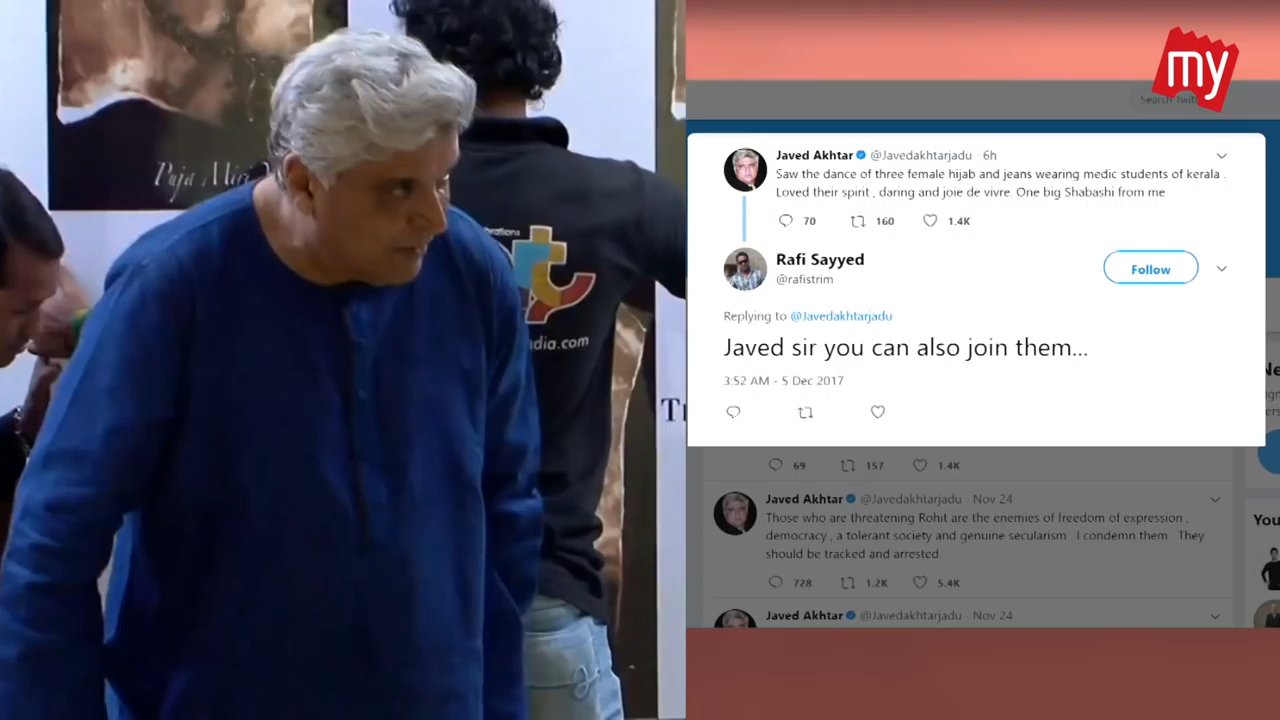 Puja Miri
dia.com
my
Search Twit
Javed Akhtar @Javedakhtarjadu · 6h
Saw the dance of three female hijab and jeans wearing medic students of kerala .
Loved their spirit , daring and joie de vivre. One big Shabashi from me
70 160 1.4K
Rafi Sayyed
@rafistrim
Follow
Replying to @Javedakhtarjadu
Javed sir you can also join them...
3:52 AM - 5 Dec 2017
69 157 1.4K
Javed Akhtar @Javedakhtarjadu · Nov 24
Those who are threatening Rohit are the enemies of freedom of expression ,
democracy , a tolerant society and genuine secularism I condemn them They
should be tracked and arrested.
728 1.2K 5.4K
Javed Akhtar @Javedakhtarjadu · Nov 24
Ne
You